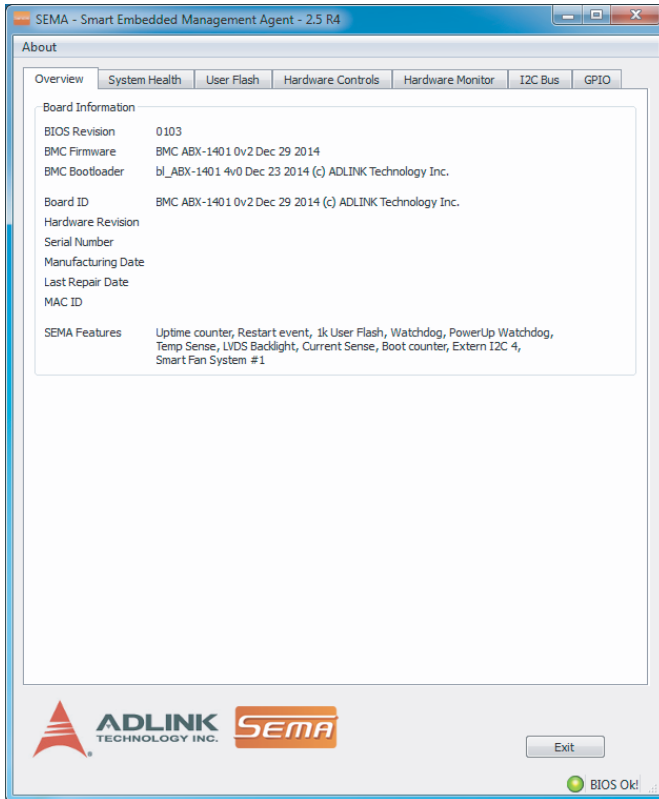 SEMA - Smart Embedded Management Agent - 2.5 R4
About
Overview System Health User Flash Hardware Controls Hardware Monitor I2C Bus GPIO
Board Information
BIOS Revision 0103
BMC Firmware BMC ABX-1401 0v2 Dec 29 2014
BMC Bootloader bl_ABX-1401 4v0 Dec 23 2014 (c) ADLINK Technology Inc.
Board ID BMC ABX-1401 0v2 Dec 29 2014 (c) ADLINK Technology Inc.
Hardware Revision
Serial Number
Manufacturing Date
Last Repair Date
MAC ID
SEMA Features Uptime counter, Restart event, 1k User Flash, Watchdog, PowerUp Watchdog,
Temp Sense, LVDS Backlight, Current Sense, Boot counter, Extern I2C 4,
Smart Fan System #1
ADLINK
TECHNOLOGY INC.
SEMA
Exit
BIOS Ok!